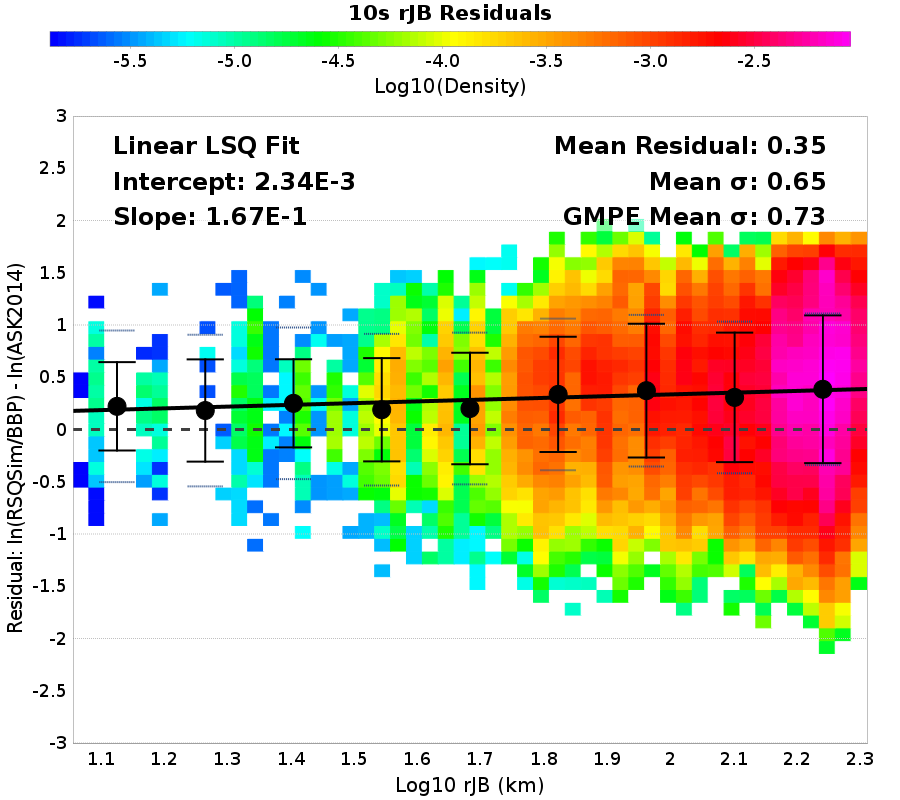 10s rJB Residuals
-5.5 -5.0 -4.5 -4.0 -3.5 -3.0 -2.5
Log10(Density)
Linear LSQ Fit
Intercept: 2.34E-3
Slope: 1.67E-1
Mean Residual: 0.35
Mean σ: 0.65
GMPE Mean σ: 0.73
Residual: ln(RSQSim/BBP) - ln(ASK2014)
3
2.5
2
1.5
1
0.5
0
-0.5
-1
-1.5
-2
-2.5
-3
1.1 1.2 1.3 1.4 1.5 1.6 1.7 1.8 1.9 2 2.1 2.2 2.3
Log10 rJB (km)